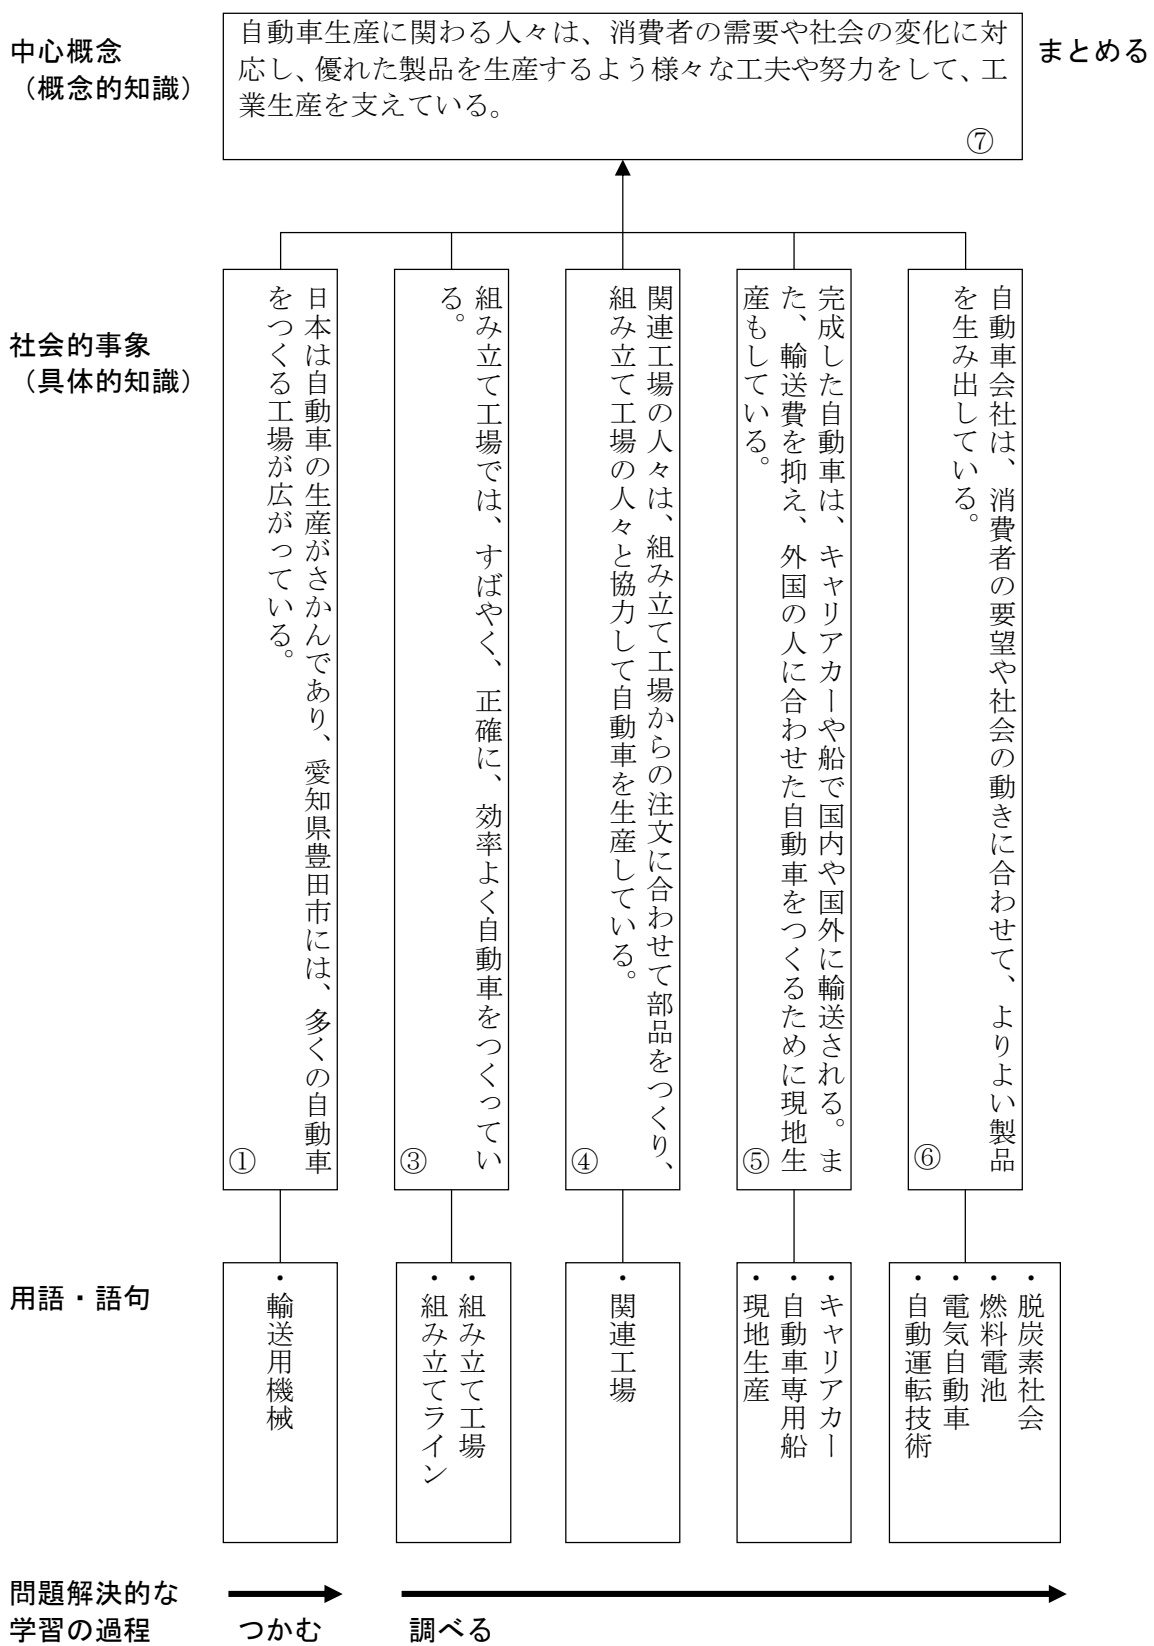 中心概念
（概念的知識）
自動車生産に関わる人々は、消費者の需要や社会の変化に対
応し、優れた製品を生産するよう様々な工夫や努力をして、工
業生産を支えている。
⑦
まとめる
社会的事象
（具体的知識）
日本は自動車の生産がさかんであり、愛知県豊田市には、多くの自動車
をつくる工場が広がっている。
①
組み立て工場では、すばやく、正確に、効率よく自動車をつくってい
る。
③
関連工場の人々は、組み立て工場からの注文に合わせて部品をつくり、
組み立て工場の人々と協力して自動車を生産している。
④
完成した自動車は、キャリアカーや船で国内や国外に輸送される。ま
た、輸送費を抑え、外国の人に合わせた自動車をつくるために現地生
産もしている。
⑤
自動車会社は、消費者の要望や社会の動きに合わせて、よりよい製品
を生み出している。
⑥
用語・語句
・輸送用機械
・組み立て工場
・組み立てライン
・関連工場
・キャリアカー
・自動車専用船
・現地生産
・脱炭素社会
・燃料電池
・電気自動車
・自動運転技術
問題解決的な
学習の過程
つかむ
調べる